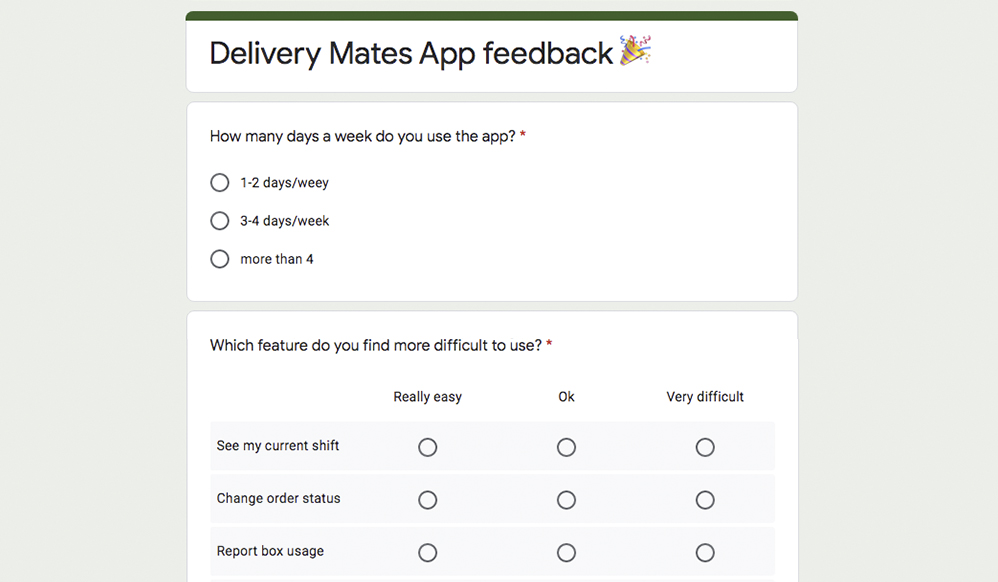 Delivery Mates App feedback🎉
How many days a week do you use the app? *
1-2 days/weey
3-4 days/week
more than 4
Which feature do you find more difficult to use? *
Really easy Ok Very difficult
See my current shift
Change order status
Report box usage